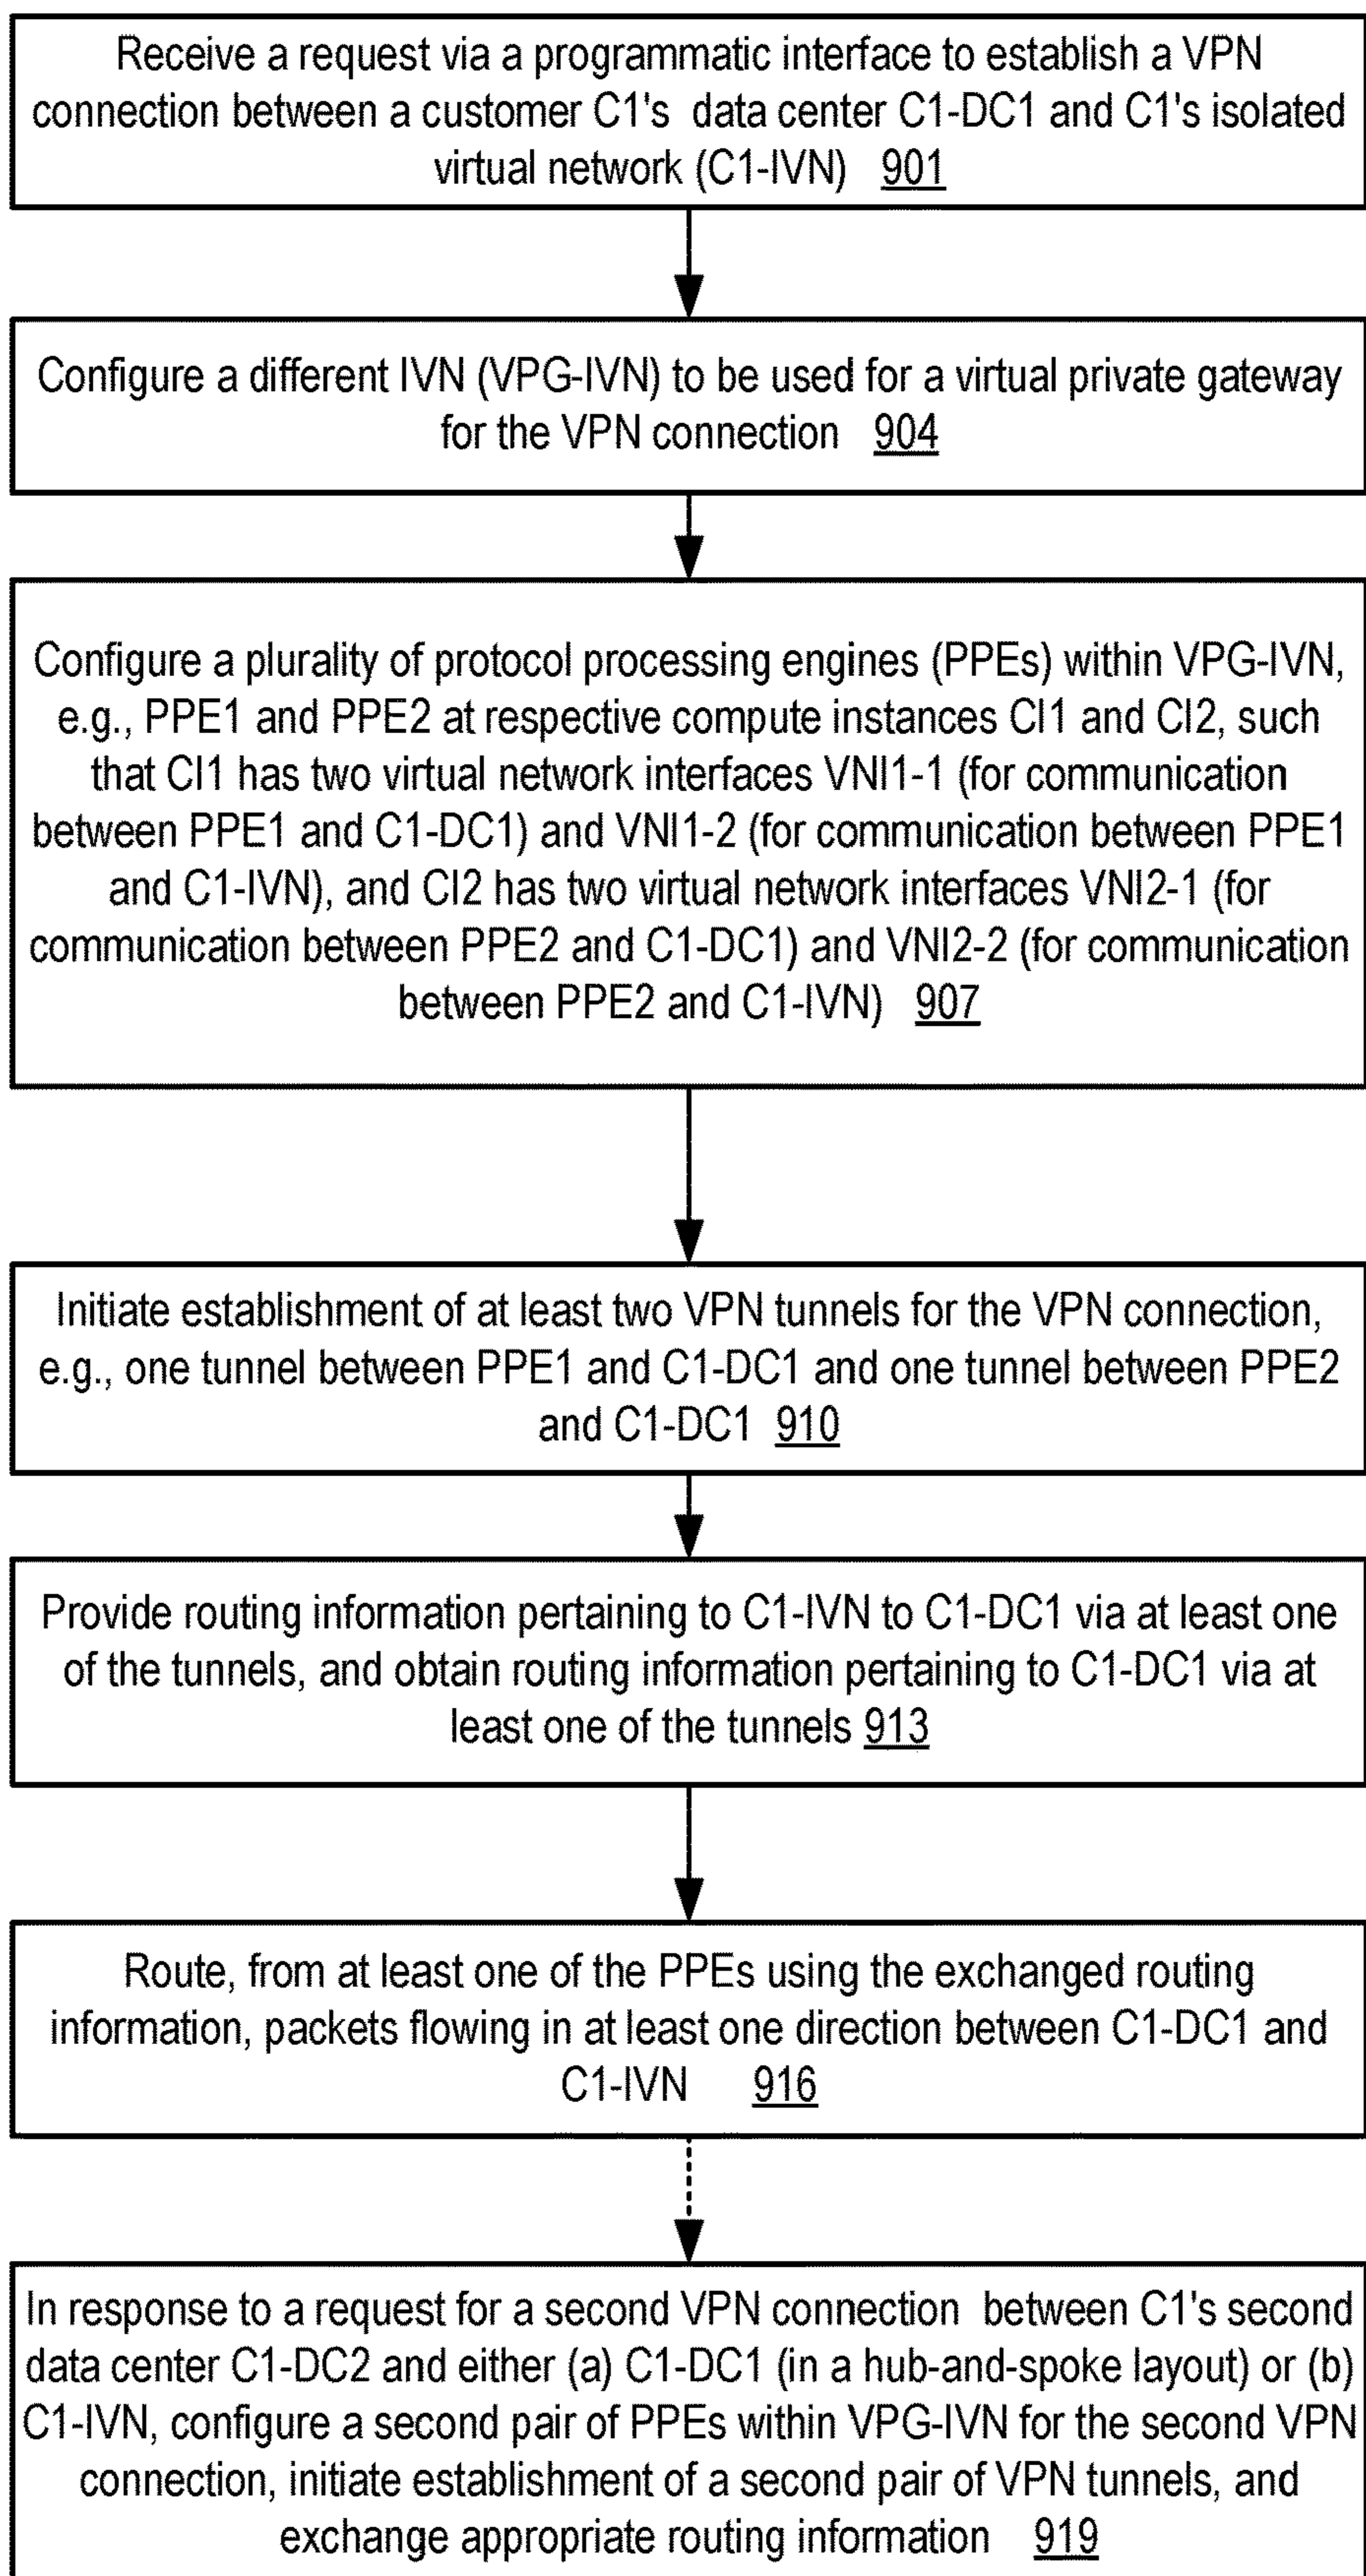 Receive a request via a programmatic interface to establish a VPN
connection between a customer C1's data center C1-DC1 and C1's isolated
virtual network (C1-IVN) 901
Configure a different IVN (VPG-IVN) to be used for a virtual private gateway
for the VPN connection 904
Configure a plurality of protocol processing engines (PPEs) within VPG-IVN,
e.g., PPE1 and PPE2 at respective compute instances CI1 and CI2, such
that CI1 has two virtual network interfaces VNI1-1 (for communication
between PPE1 and C1-DC1) and VNI1-2 (for communication between PPE1
and C1-IVN), and CI2 has two virtual network interfaces VNI2-1 (for
communication between PPE2 and C1-DC1) and VNI2-2 (for communication
between PPE2 and C1-IVN) 907
Initiate establishment of at least two VPN tunnels for the VPN connection,
e.g., one tunnel between PPE1 and C1-DC1 and one tunnel between PPE2
and C1-DC1 910
Provide routing information pertaining to C1-IVN to C1-DC1 via at least one
of the tunnels, and obtain routing information pertaining to C1-DC1 via at
least one of the tunnels 913
Route, from at least one of the PPEs using the exchanged routing
information, packets flowing in at least one direction between C1-DC1 and
C1-IVN 916
In response to a request for a second VPN connection between C1's second
data center C1-DC2 and either (a) C1-DC1 (in a hub-and-spoke layout) or (b)
C1-IVN, configure a second pair of PPEs within VPG-IVN for the second VPN
connection, initiate establishment of a second pair of VPN tunnels, and
exchange appropriate routing information 919